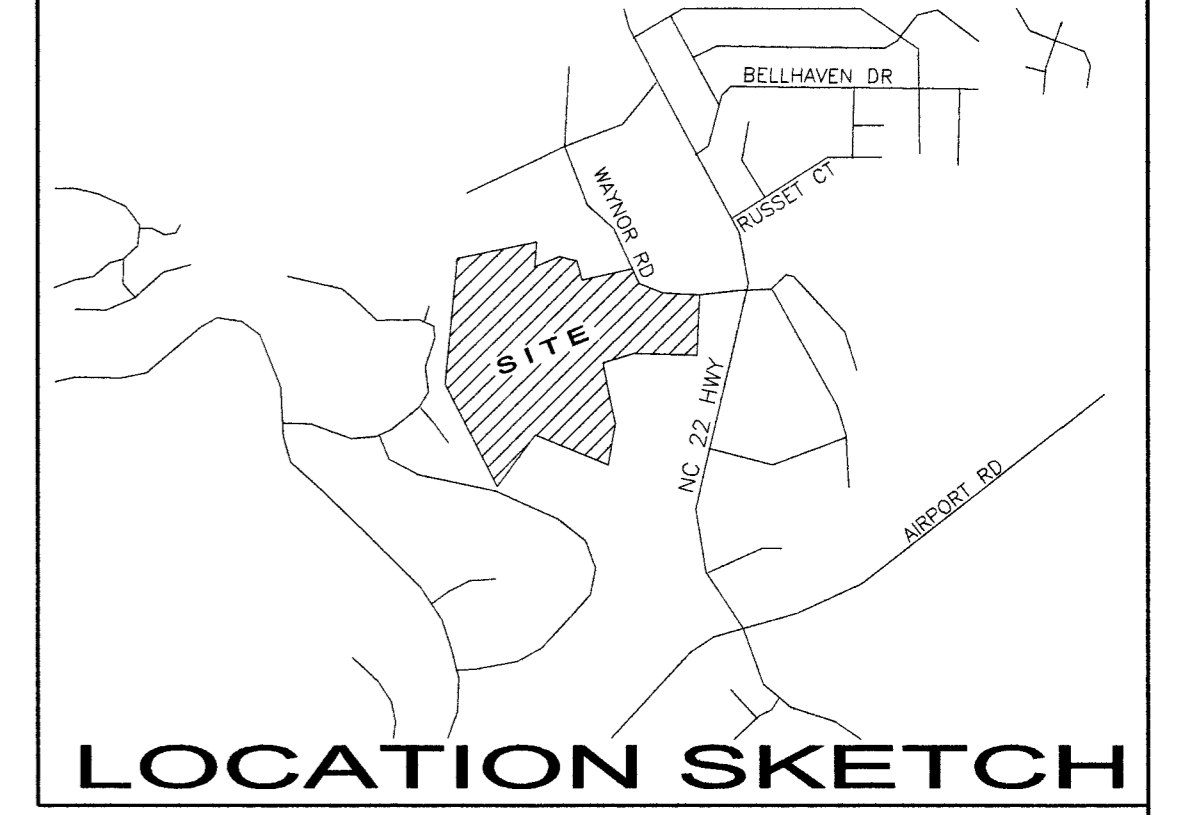 BELLHAVEN DR
WAYNOR RD
RUSSET CT
SITE
NC 22 HWY
AIRPORT RD
LOCATION SKETCH